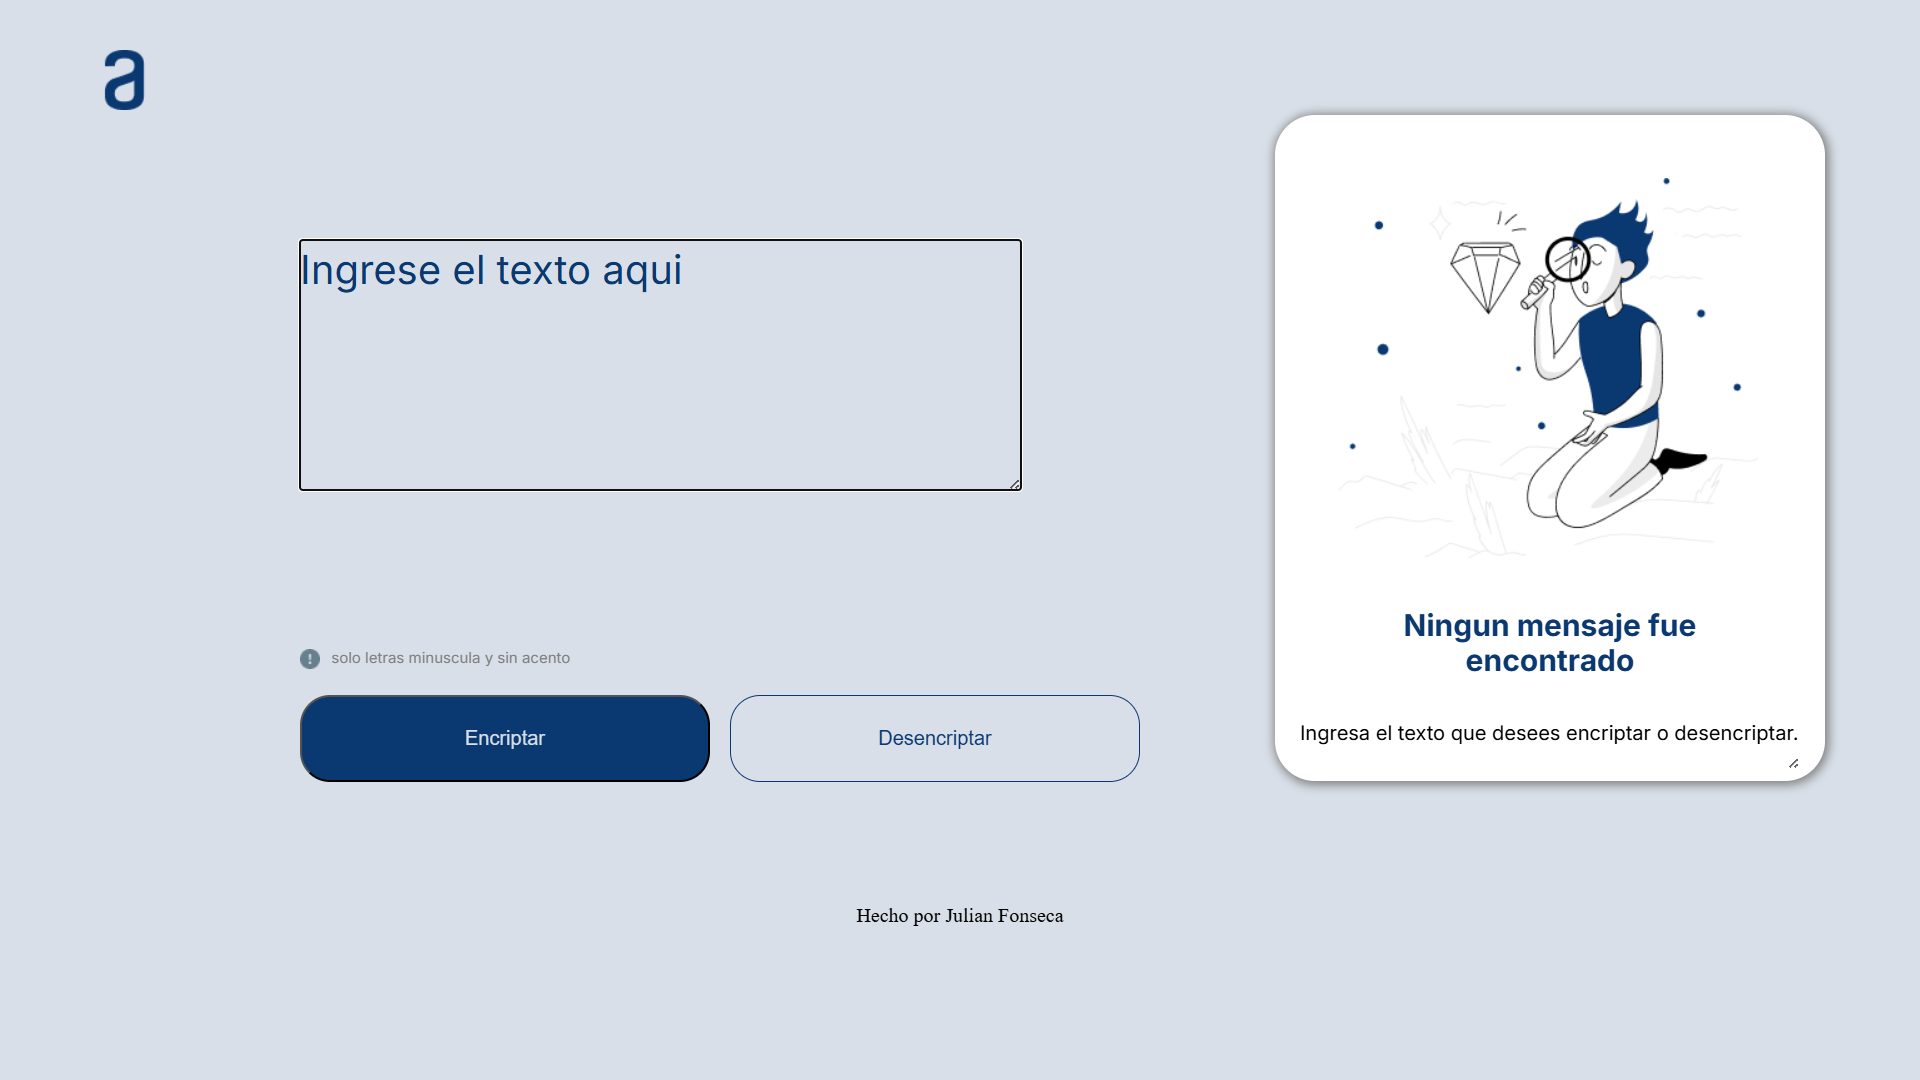 a
Ingrese el texto aqui
solo letras minuscula y sin acento
Encriptar
Desencriptar
Ningun mensaje fue
encontrado
Ingresa el texto que desees encriptar o desencriptar.
Hecho por Julian Fonseca